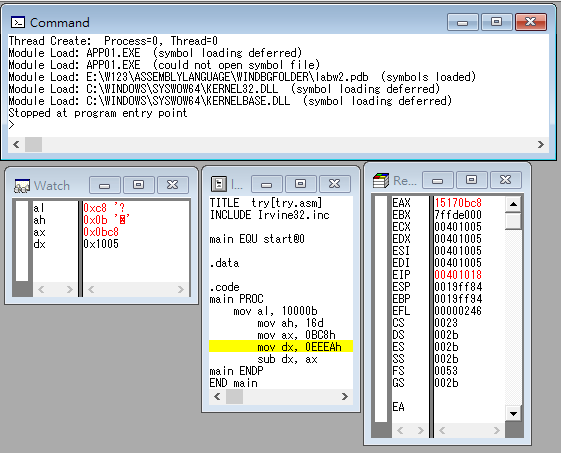 Command
Thread Create:  Process=0, Thread=0
Module Load: APP01.EXE  (symbol loading deferred)
Module Load: APP01.EXE  (could not open symbol file)
Module Load: E:\W123\ASSEMBLYLANGUAGE\WINDBGFOLDER\labw2.pdb  (symbols loaded)
Module Load: C:\WINDOWS\SYSWOW64\KERNEL32.DLL  (symbol loading deferred)
Module Load: C:\WINDOWS\SYSWOW64\KERNELBASE.DLL  (symbol loading deferred)
Stopped at program entry point
>
Watch
al 0xc8 '?
ah 0x0b '
ax 0x0bc8
dx 0x1005
I...
TITLE  try[try.asm]
INCLUDE Irvine32.inc
main EQU start@0
.data
.code
main PROC
mov al, 10000b
mov ah, 16d
mov ax, 0BC8h
mov dx, 0EEEAh
sub dx, ax
main ENDP
END main
Re...
EAX 15170bc8
EBX 7ffde000
ECX 00401005
EDX 00401005
ESI 00401005
EDI 00401005
EIP 00401018
ESP 0019ff84
EBP 0019ff94
EFL 00000246
CS 0023
DS 002b
ES 002b
SS 002b
FS 0053
GS 002b
EA